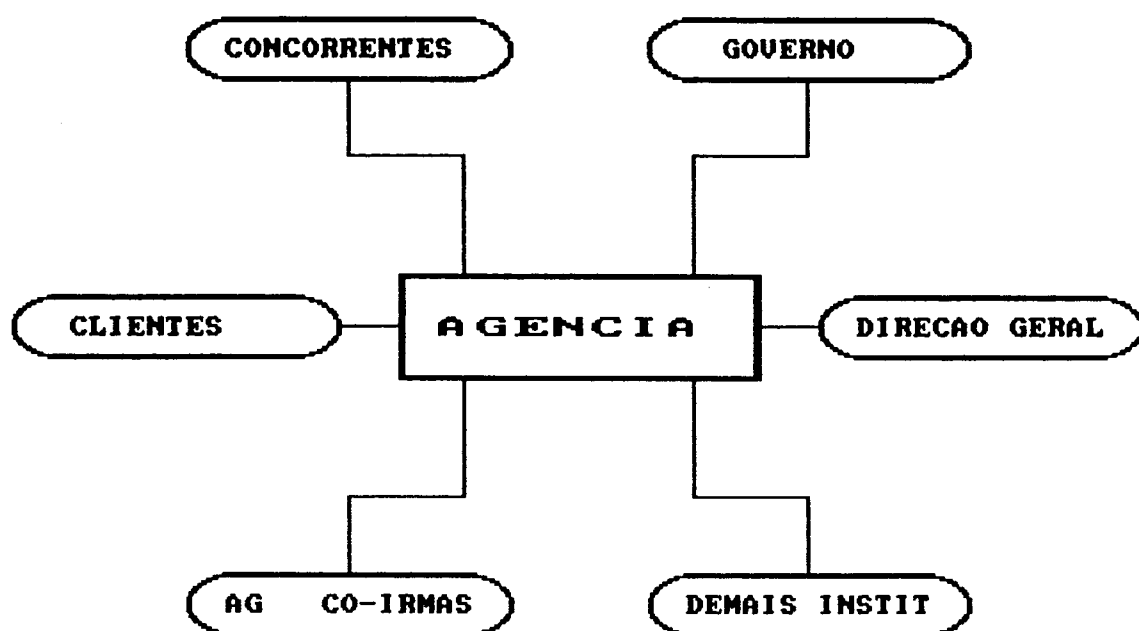 CONCORRENTES
GOVERNO
CLIENTES
AGENCIA
DIRECAO GERAL
AG CO-IRMAS
DEMAIS INSTIT